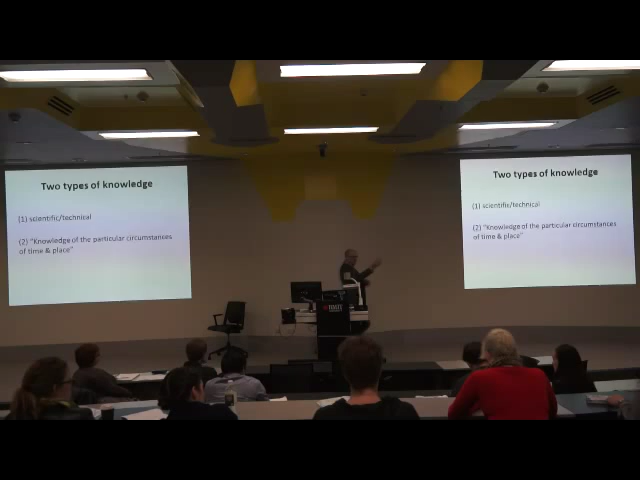 Two types of knowledge
(1) scientific/technical
(2) "Knowledge of the particular circumstances
of time & place"
Two types of knowledge
(1) scientific/technical
(2) "Knowledge of the particular circumstances
of time & place"